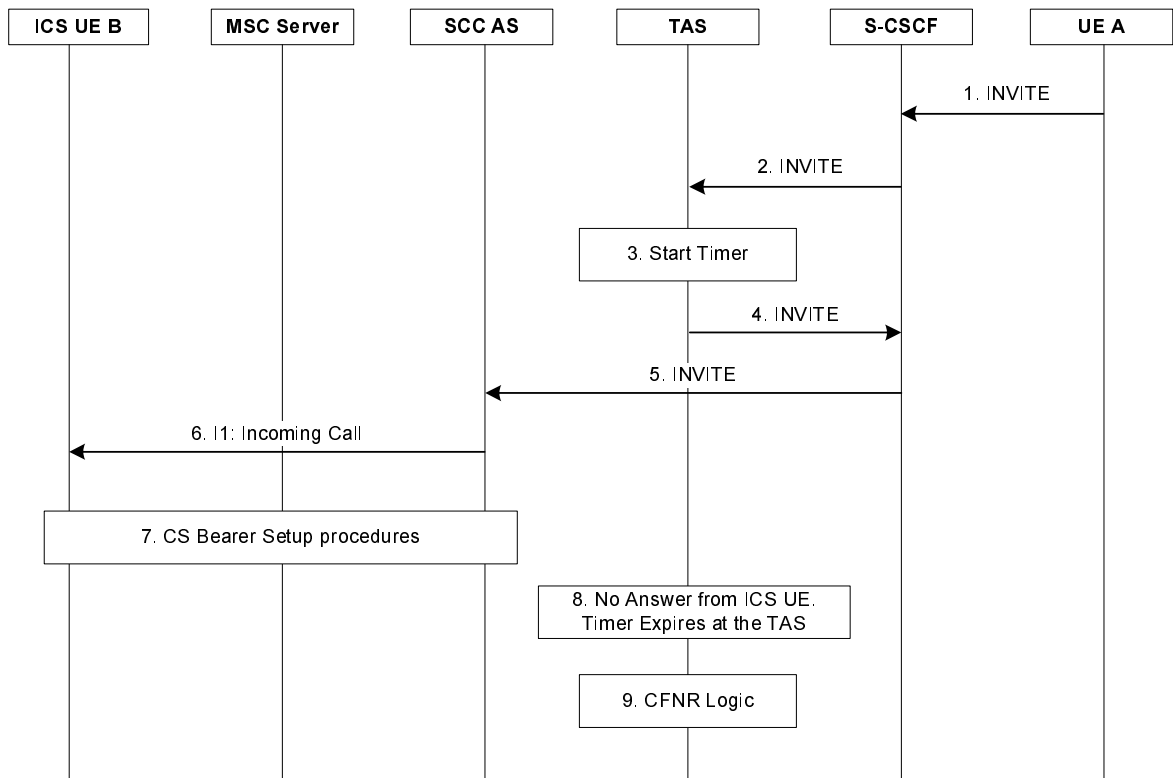 ICS UE B
MSC Server
SCC AS
TAS
S-CSCF
UE A
1. INVITE
2. INVITE
3. Start Timer
4. INVITE
5. INVITE
6. I1: Incoming Call
7. CS Bearer Setup procedures
8. No Answer from ICS UE.
Timer Expires at the TAS
9. CFNR Logic